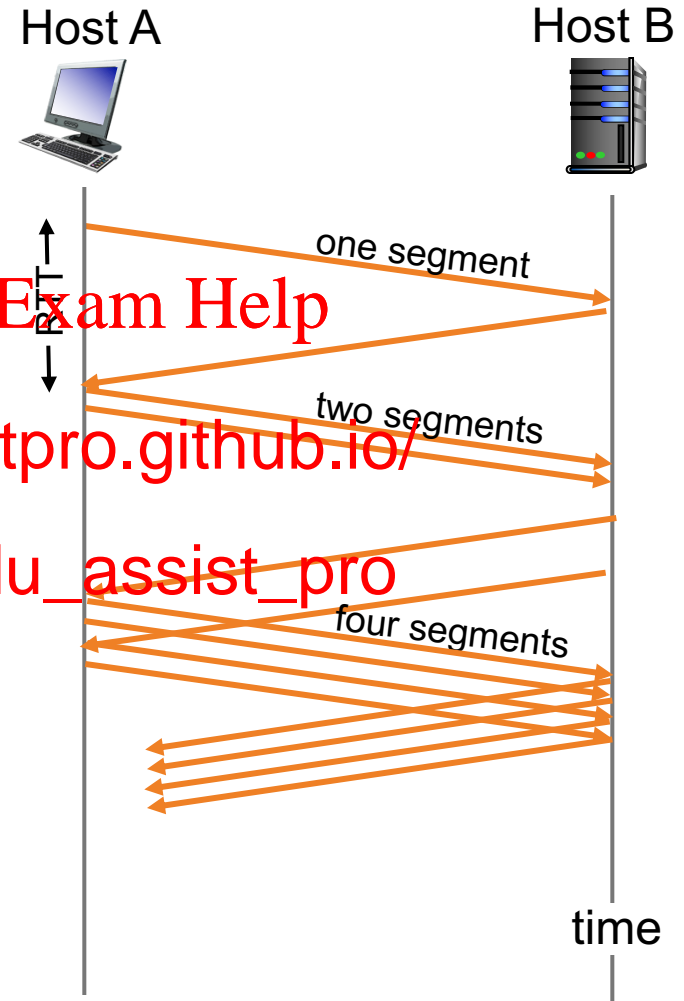 Host A
Host B
one segment
RTT
Exam Help
two segments
tpro.github.io/
lu_assist_pro
four segments
time